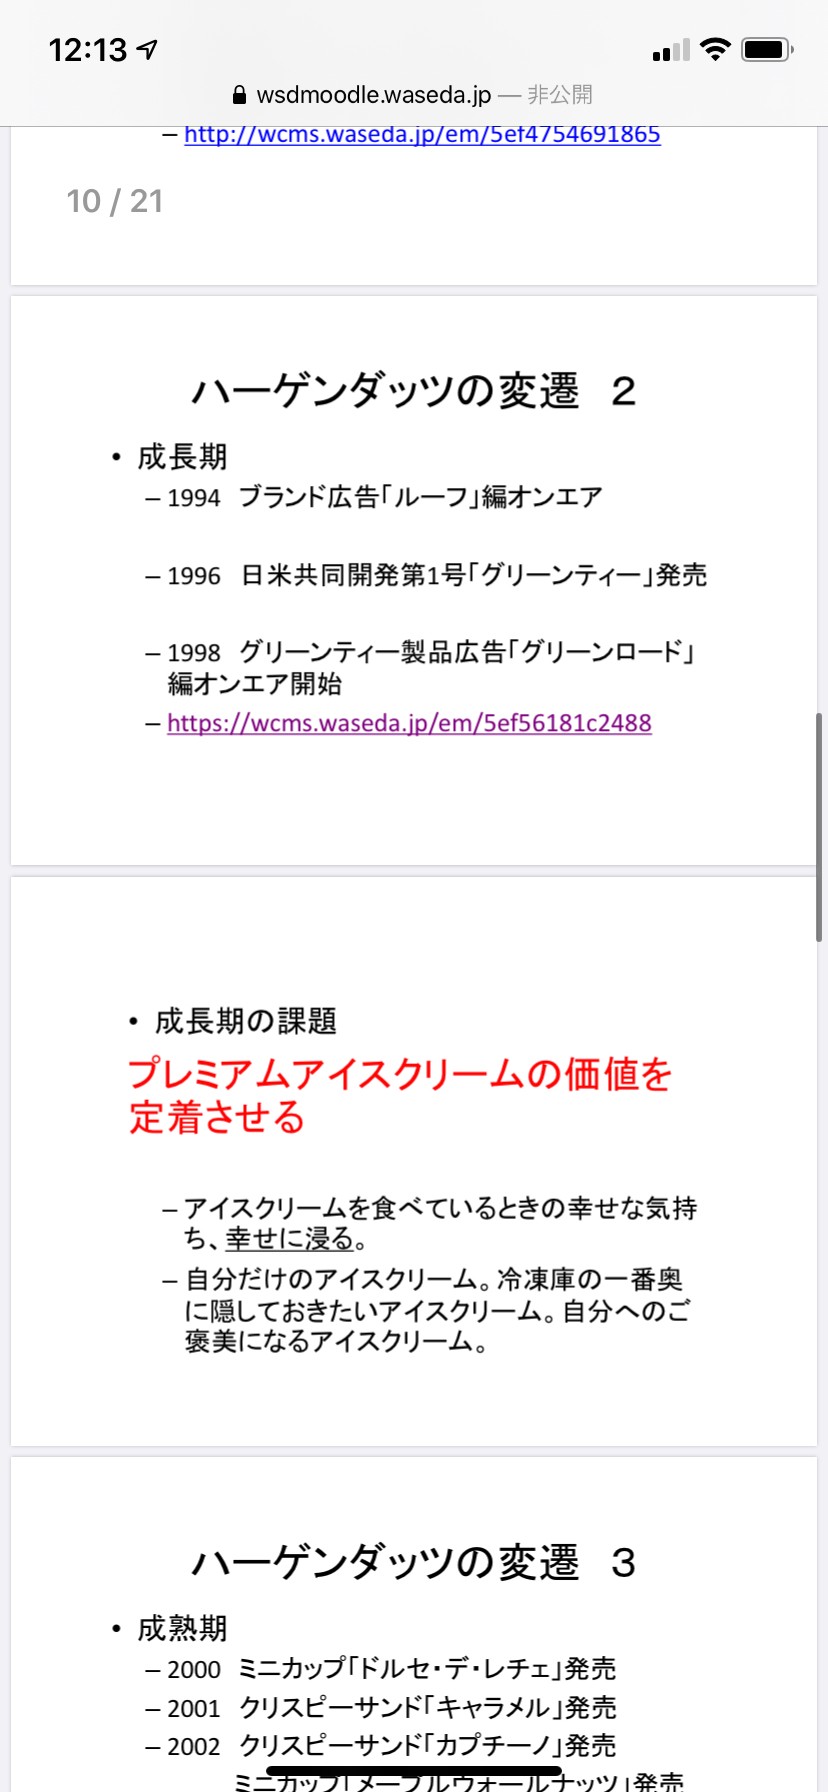 12:13
wsdmoodle.waseda.jp — 非公開
– http://wcms.waseda.jp/em/5ef4754691865
10 / 21
ハーゲンダッツの変遷　2
• 成長期
– 1994　ブランド広告「ルーフ」編オンエア
– 1996　日米共同開発第1号「グリーンティー」発売
– 1998　グリーンティー製品広告「グリーンロード」
編オンエア開始
– https://wcms.waseda.jp/em/5ef56181c2488
• 成長期の課題
プレミアムアイスクリームの価値を
定着させる
– アイスクリームを食べているときの幸せな気持
ち、幸せに浸る。
– 自分だけのアイスクリーム。冷凍庫の一番奥
に隠しておきたいアイスクリーム。自分へのご
褒美になるアイスクリーム。
ハーゲンダッツの変遷　3
• 成熟期
– 2000　ミニカップ「ドルセ・デ・レチェ」発売
– 2001　クリスピーサンド「キャラメル」発売
– 2002　クリスピーサンド「カプチーノ」発売
ミニカップ「メープルウォールナッツ」発売